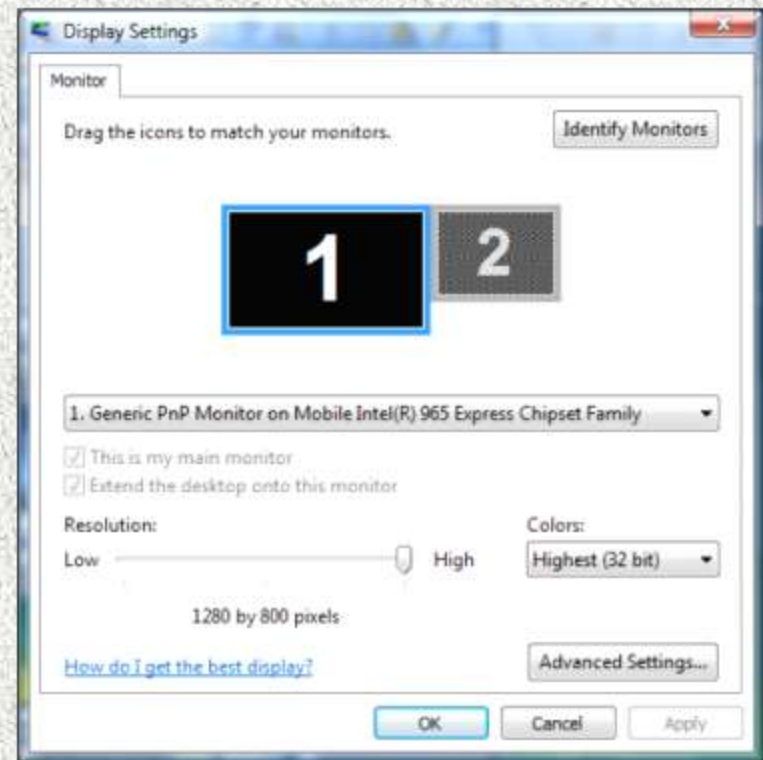 Display Settings
Monitor
Drag the icons to match your monitors.
Identify Monitors
1
2
1. Generic PnP Monitor on Mobile Intel(R) 965 Express Chipset Family
This is my main monitor
Extend the desktop onto this monitor
Resolution:
Colors:
Low
High
Highest (32 bit)
1280 by 800 pixels
How do I get the best display?
Advanced Settings...
OK
Cancel
Apply